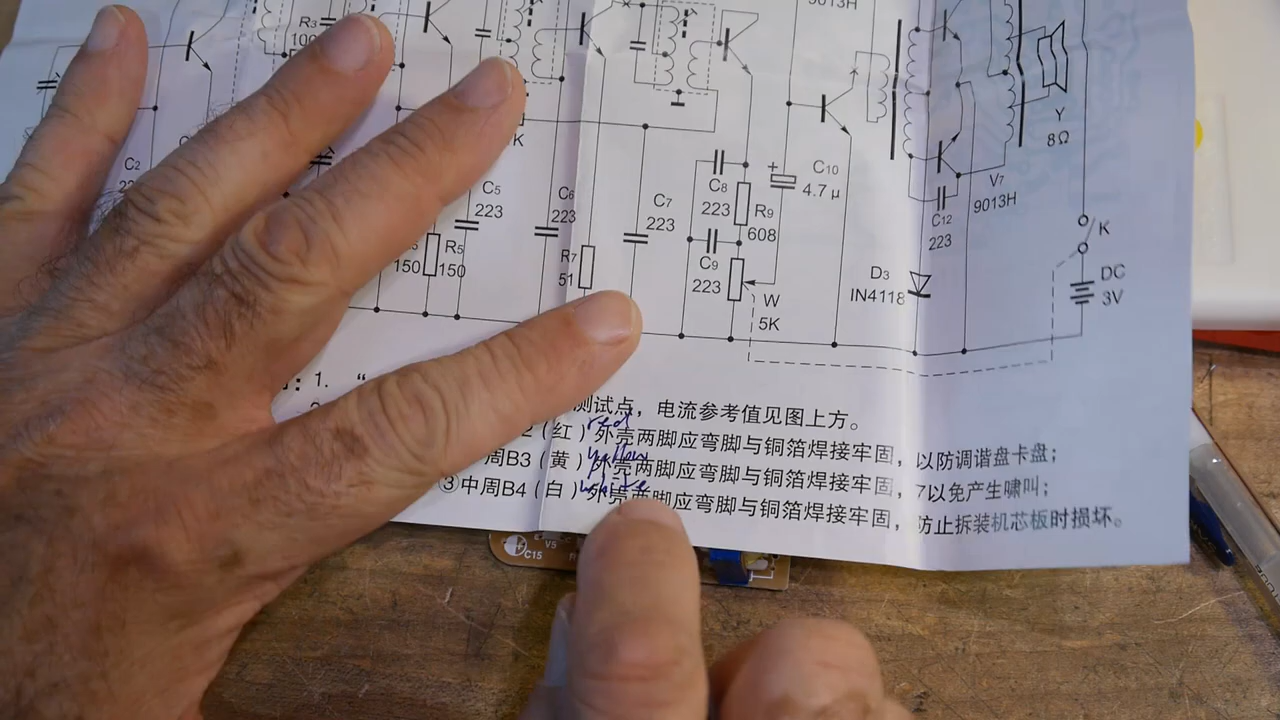 9013H
R3
100
K
C2
C5
223
C6
223
C7
223
C8
223
R9
608
C10
4.7 μ
+
Y
8Ω
V7
9013H
C12
223
R5
150
150
R7
51
C9
223
W
5K
D3
IN4118
K
DC
3V
: 1. “
测试点，电流参考值见图上方。
red
2（红）外壳两脚应弯脚与铜箔焊接牢固，以防调谐盘卡盘；
yellow
周B3（黄）外壳两脚应弯脚与铜箔焊接牢固，7以免产生啸叫；
white
③中周B4（白）外壳两脚应弯脚与铜箔焊接牢固，防止拆装机芯板时损坏。
V5
C15